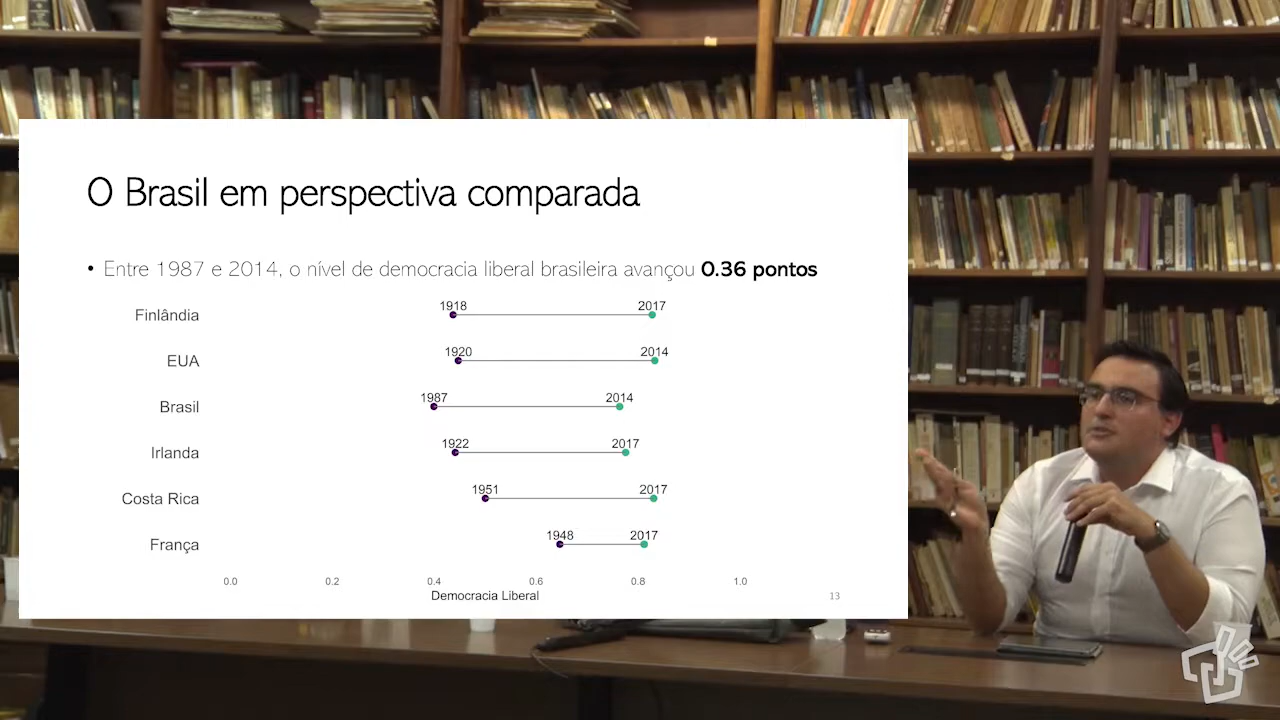 O Brasil em perspectiva comparada
• Entre 1987 e 2014, o nível de democracia liberal brasileira avançou 0.36 pontos
Finlândia 1918 2017
EUA 1920 2014
Brasil 1987 2014
Irlanda 1922 2017
Costa Rica 1951 2017
França 1948 2017
0.0 0.2 0.4 0.6 0.8 1.0
Democracia Liberal
13